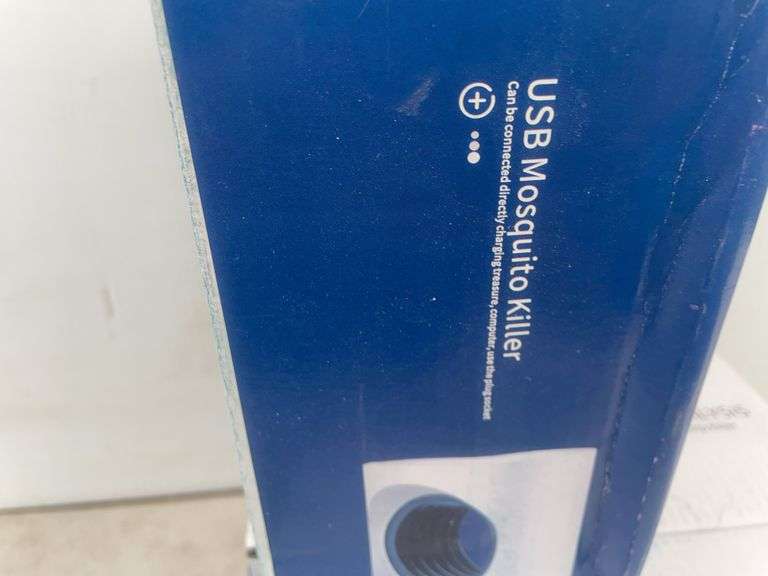 USB Mosquito Killer
Can be connected directly charging treasure, computer, use the plug socket